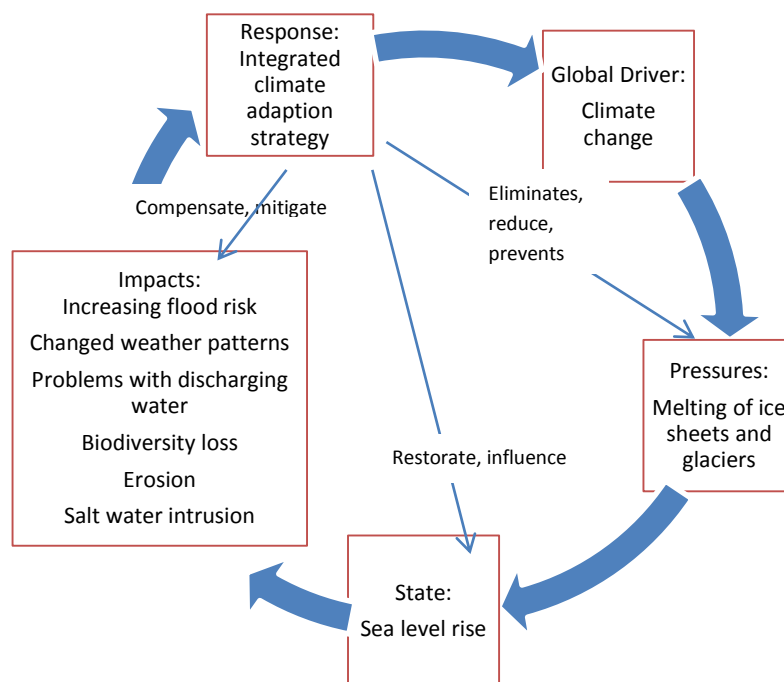 Response:
Integrated
climate
adaption
strategy
Global Driver:
Climate
change
Eliminates,
reduce,
prevents
Compensate, mitigate
Impacts:
Increasing flood risk
Changed weather patterns
Problems with discharging
water
Biodiversity loss
Erosion
Salt water intrusion
Pressures:
Melting of ice
sheets and
glaciers
Restorate, influence
State:
Sea level rise